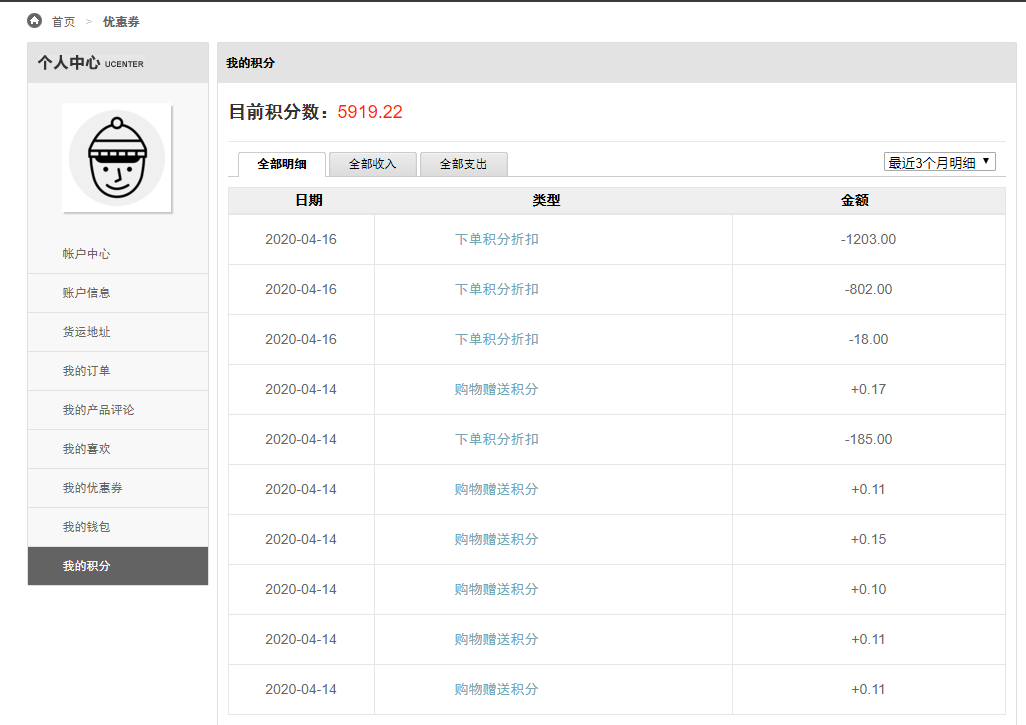 首页 > 优惠券
个人中心 UCENTER
帐户中心
账户信息
货运地址
我的订单
我的产品评论
我的喜欢
我的优惠券
我的钱包
我的积分
我的积分
目前积分数：5919.22
全部明细 全部收入 全部支出 最近3个月明细
日期 类型 金额
2020-04-16 下单积分折扣 -1203.00
2020-04-16 下单积分折扣 -802.00
2020-04-16 下单积分折扣 -18.00
2020-04-14 购物赠送积分 +0.17
2020-04-14 下单积分折扣 -185.00
2020-04-14 购物赠送积分 +0.11
2020-04-14 购物赠送积分 +0.15
2020-04-14 购物赠送积分 +0.10
2020-04-14 购物赠送积分 +0.11
2020-04-14 购物赠送积分 +0.11